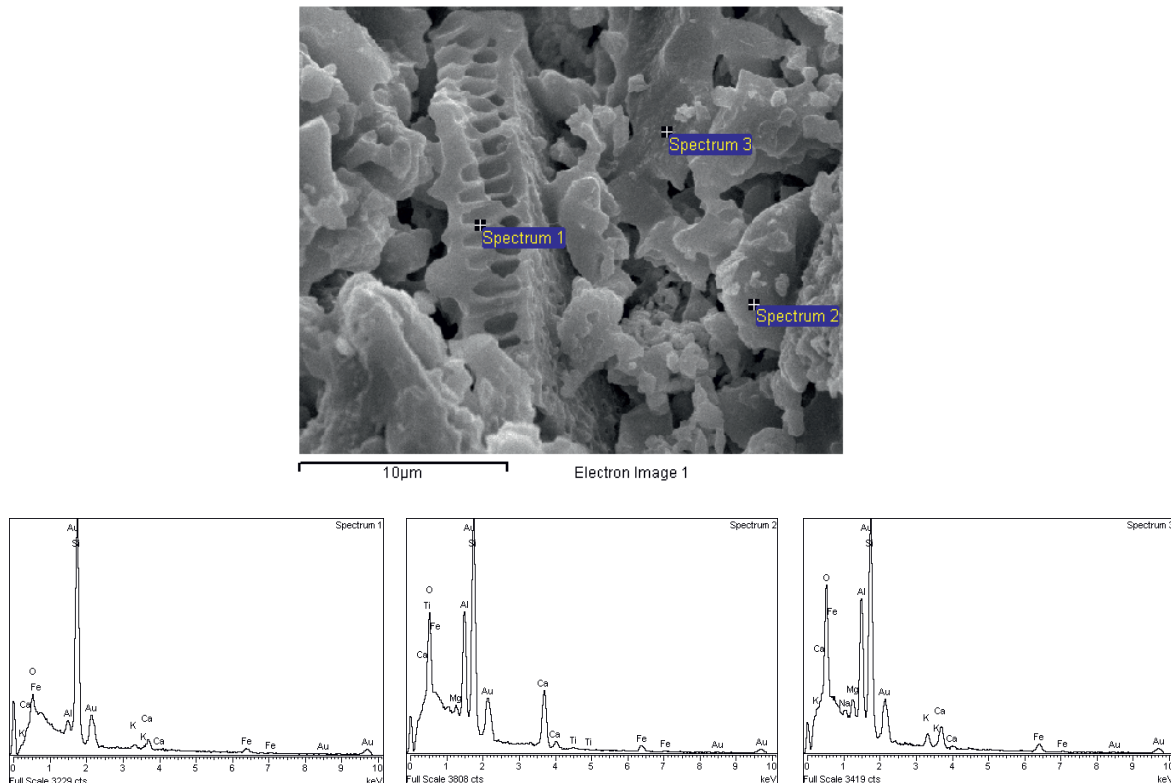 Spectrum 3
Spectrum 1
Spectrum 2
10µm
Electron Image 1
Spectrum 1
Au
Si
O
Fe
Ca
K
Al
Au
K
Ca
K
Ca
Fe
Fe
Au
Au
0 1 2 3 4 5 6 7 8 9 10
Full Scale 3229 cts
keV
Spectrum 2
Au
Si
O
Ti
Fe
Ca
Al
Mg
Au
Ca
Ca
Ti
Ti
Fe
Fe
Au
Au
0 1 2 3 4 5 6 7 8 9 10
Full Scale 3808 cts
keV
Spectrum 3
Au
Si
O
Fe
Ca
K
Al
Na
Mg
Au
K
Ca
K
Ca
Fe
Fe
Au
Au
0 1 2 3 4 5 6 7 8 9 10
Full Scale 3419 cts
keV